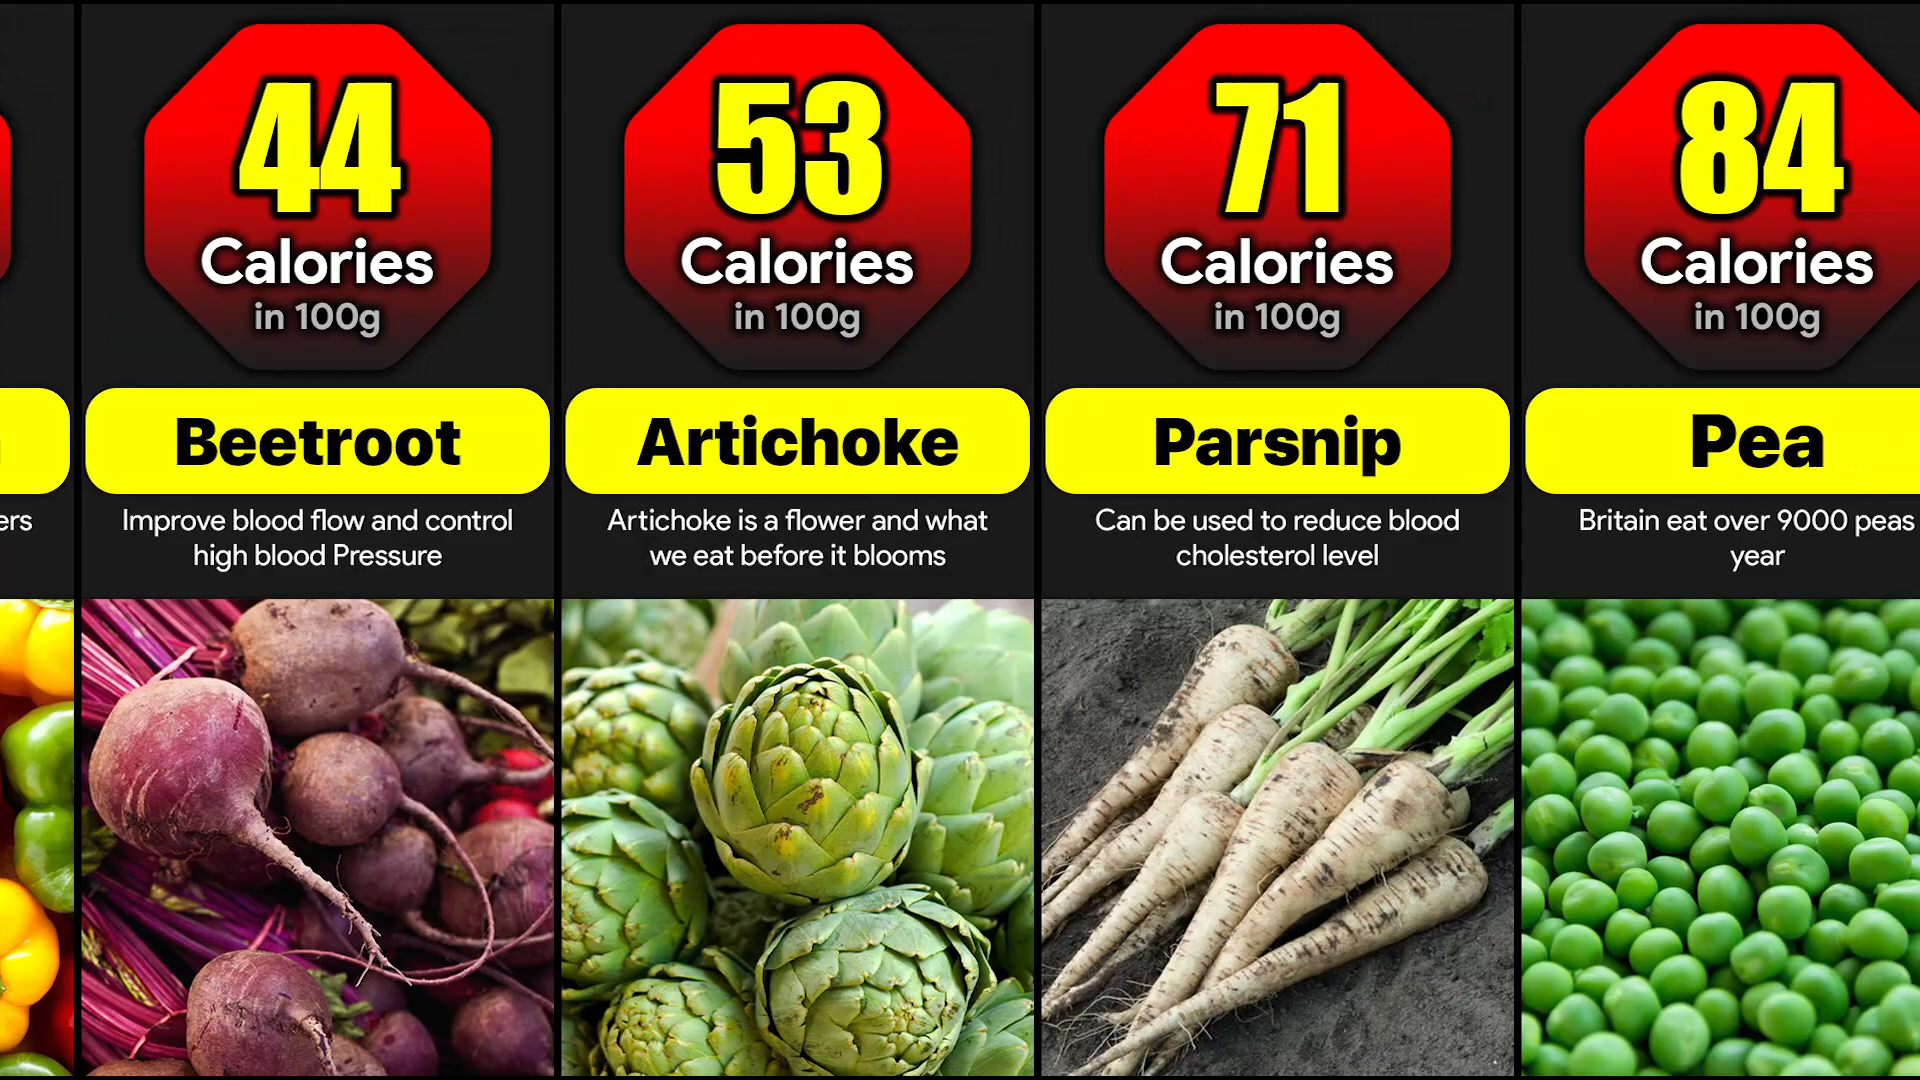 44
Calories
in 100g
Beetroot
Improve blood flow and control
high blood Pressure
53
Calories
in 100g
Artichoke
Artichoke is a flower and what
we eat before it blooms
71
Calories
in 100g
Parsnip
Can be used to reduce blood
cholesterol level
84
Calories
in 100g
Pea
Britain eat over 9000 peas
year